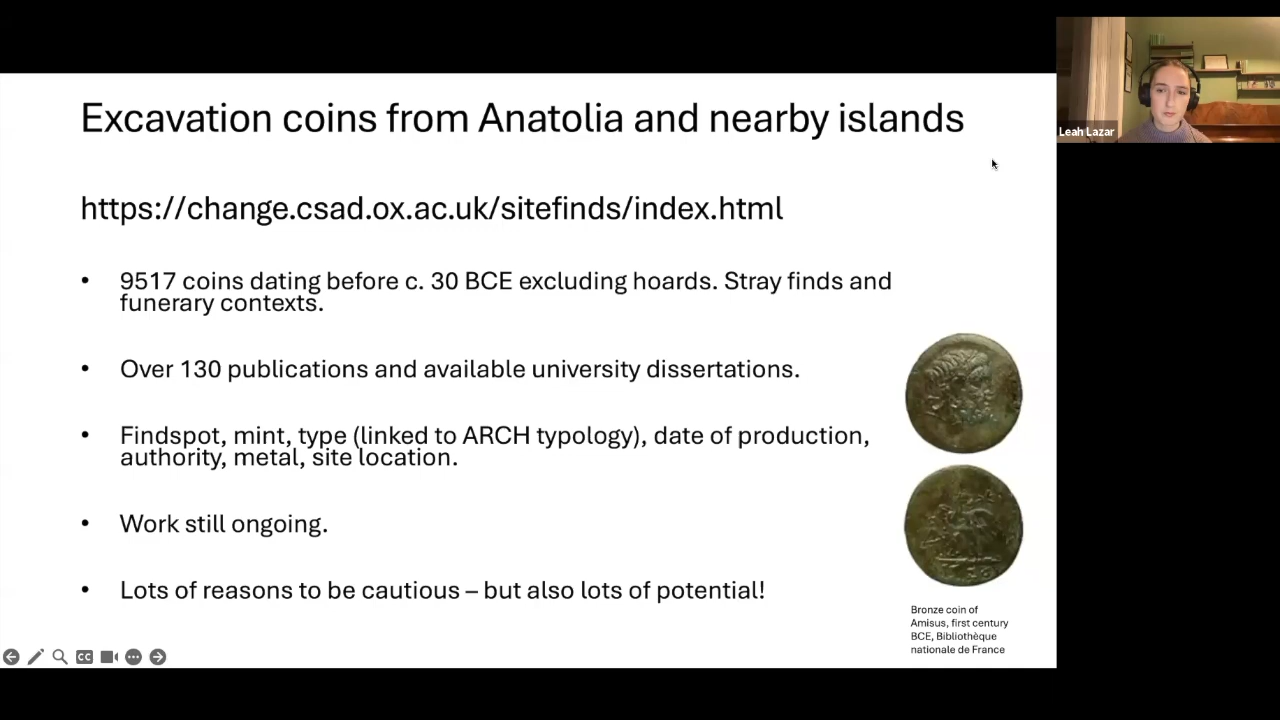 Excavation coins from Anatolia and nearby islands
Leah Lazar
https://change.csad.ox.ac.uk/sitefinds/index.html
• 9517 coins dating before c. 30 BCE excluding hoards. Stray finds and
funerary contexts.
• Over 130 publications and available university dissertations.
• Findspot, mint, type (linked to ARCH typology), date of production,
authority, metal, site location.
• Work still ongoing.
• Lots of reasons to be cautious – but also lots of potential!
Bronze coin of
Amisus, first century
BCE, Bibliothèque
nationale de France
CC